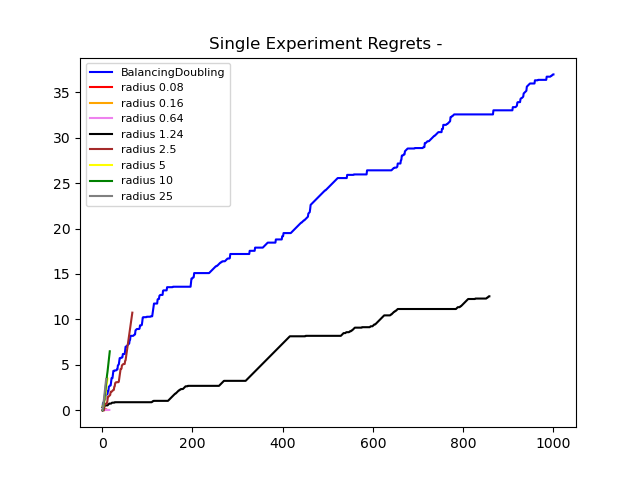 Single Experiment Regrets -
BalancingDoubling
radius 0.08
radius 0.16
radius 0.64
radius 1.24
radius 2.5
radius 5
radius 10
radius 25
35
30
25
20
15
10
5
0
0 200 400 600 800 1000